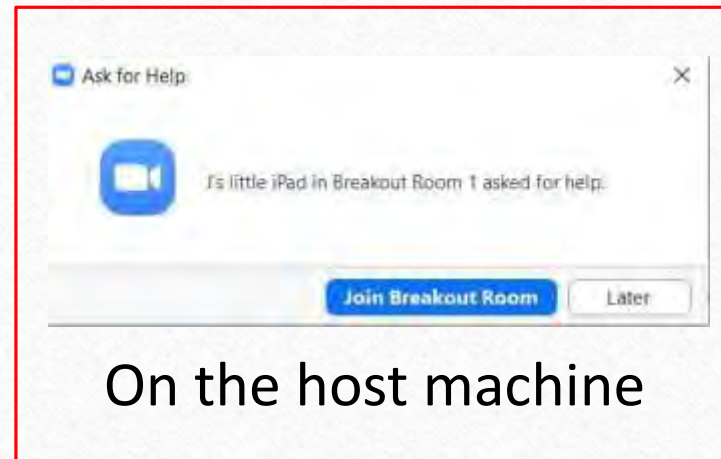 Ask for Help
J's little iPad in Breakout Room 1 asked for help.
Join Breakout Room
Later
On the host machine